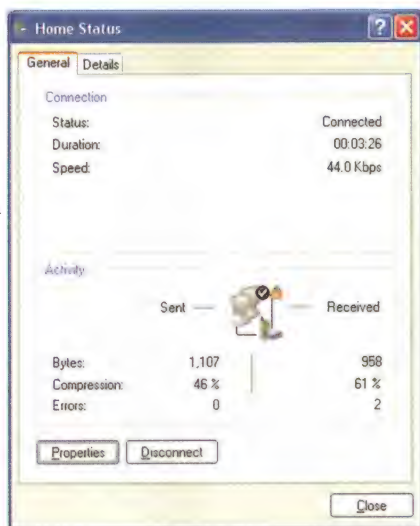 Home Status
General Details
Connection
Status: Connected
Duration: 00:03:26
Speed: 44.0 Kbps
Activity
Sent — — Received
Bytes: 1,107 958
Compression: 46 % 61 %
Errors: 0 2
Properties Disconnect
Close